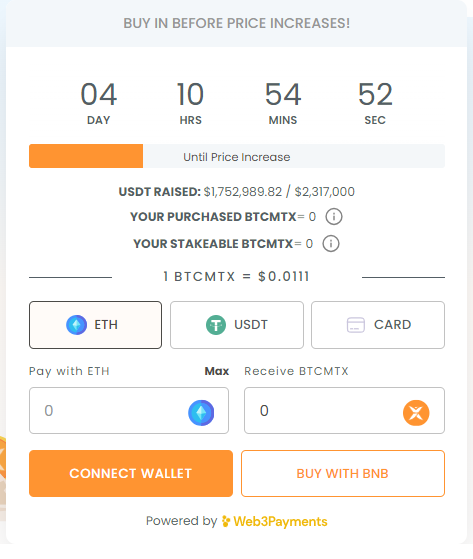 BUY IN BEFORE PRICE INCREASES!
04 10 54 52
DAY HRS MINS SEC
Until Price Increase
USDT RAISED: $1,752,989.82 / $2,317,000
YOUR PURCHASED BTCMTX= 0
YOUR STAKEABLE BTCMTX= 0
1 BTCMTX = $0.0111
ETH USDT CARD
Pay with ETH Max Receive BTCMTX
0 0
CONNECT WALLET BUY WITH BNB
Powered by Web3Payments